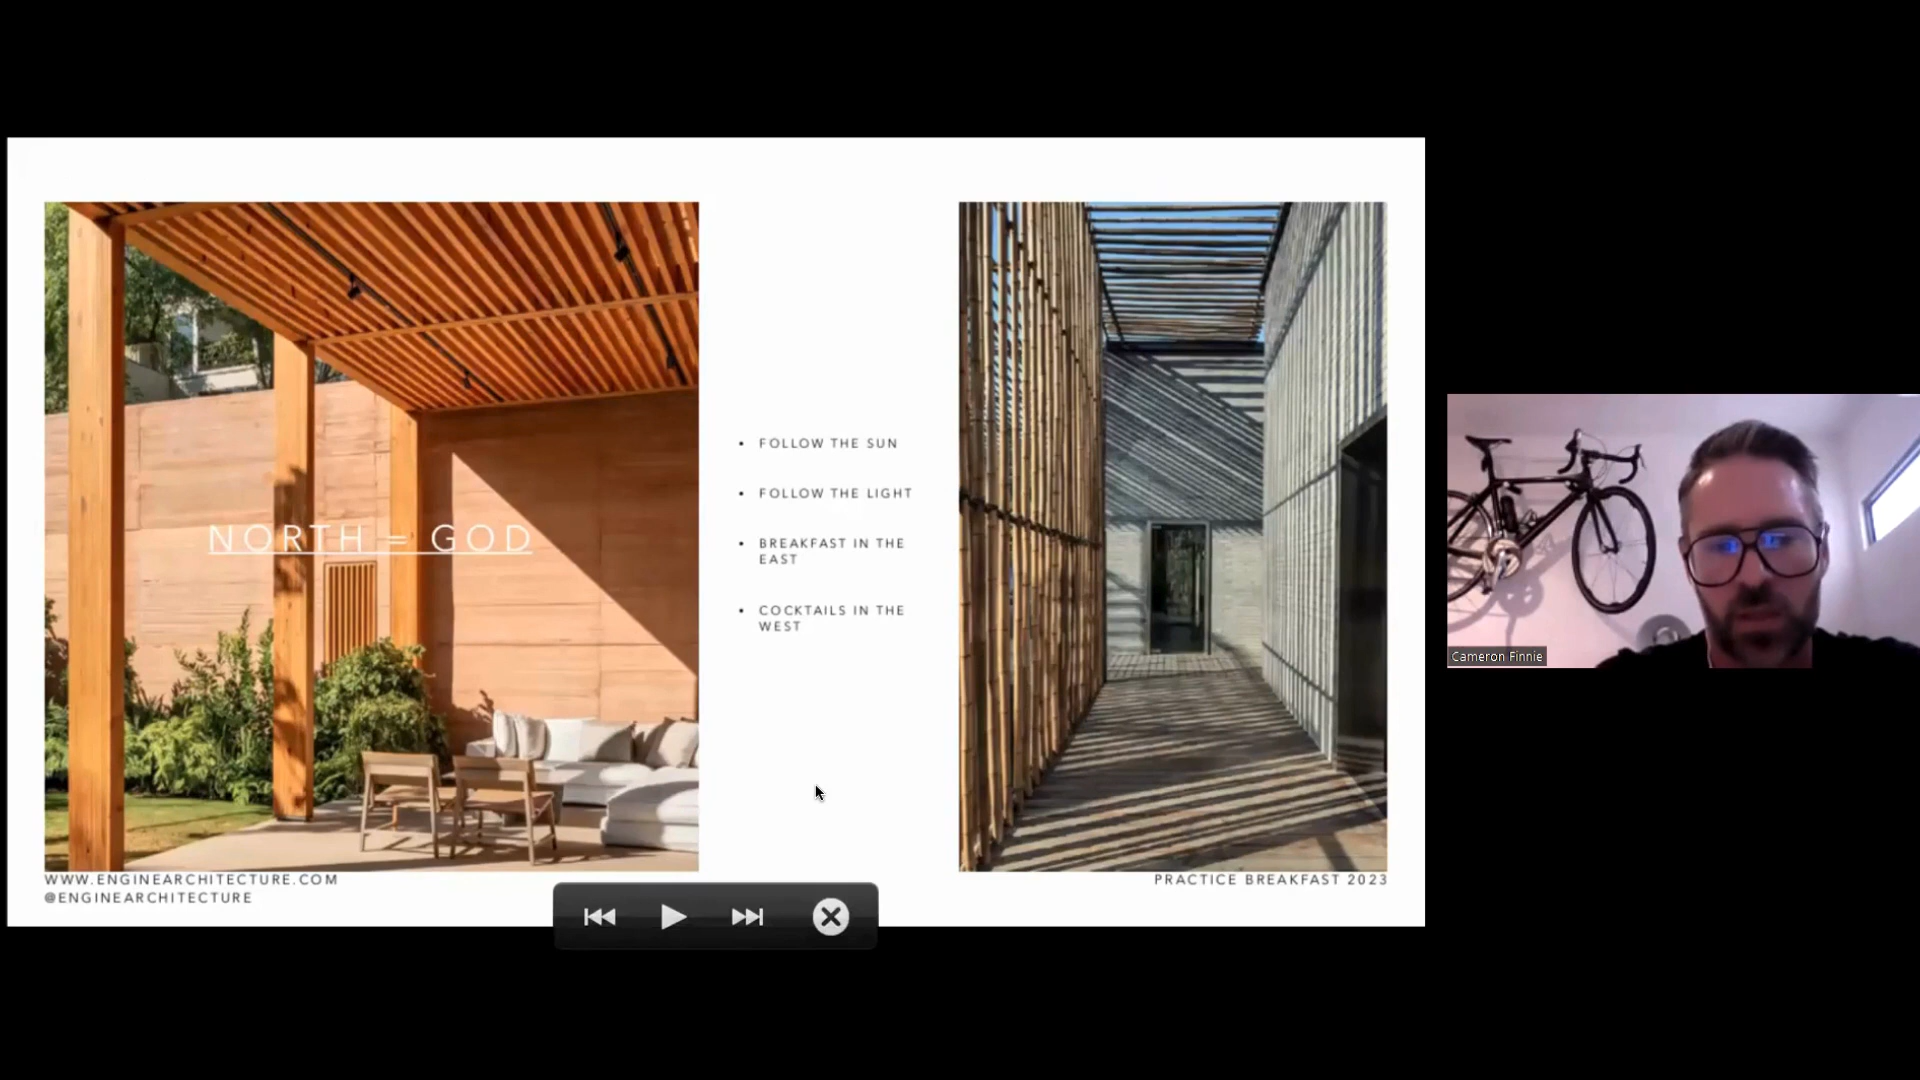 NORTH = GOD
• FOLLOW THE SUN
• FOLLOW THE LIGHT
• BREAKFAST IN THE
EAST
• COCKTAILS IN THE
WEST
WWW.ENGINEARCHITECTURE.COM
@ENGINEARCHITECTURE
PRACTICE BREAKFAST 2023
Cameron Finnie